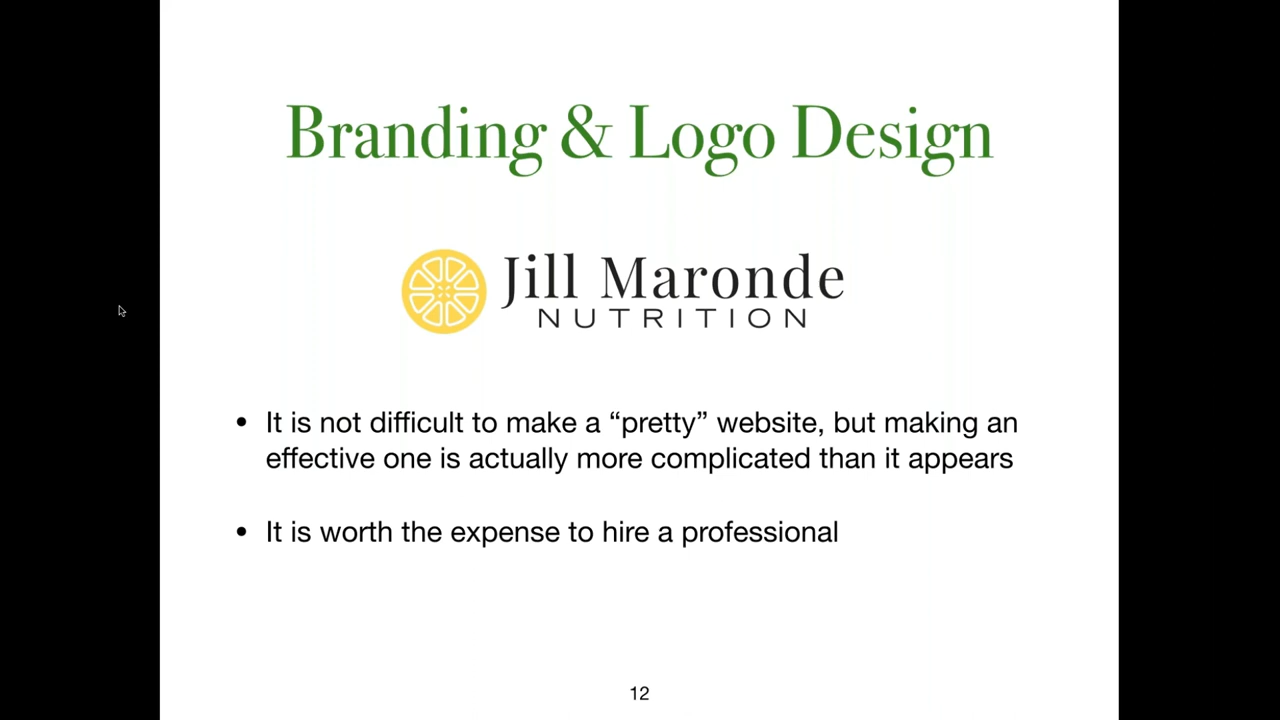 Branding & Logo Design
Jill Maronde
NUTRITION
• It is not difficult to make a “pretty” website, but making an
effective one is actually more complicated than it appears
• It is worth the expense to hire a professional
12